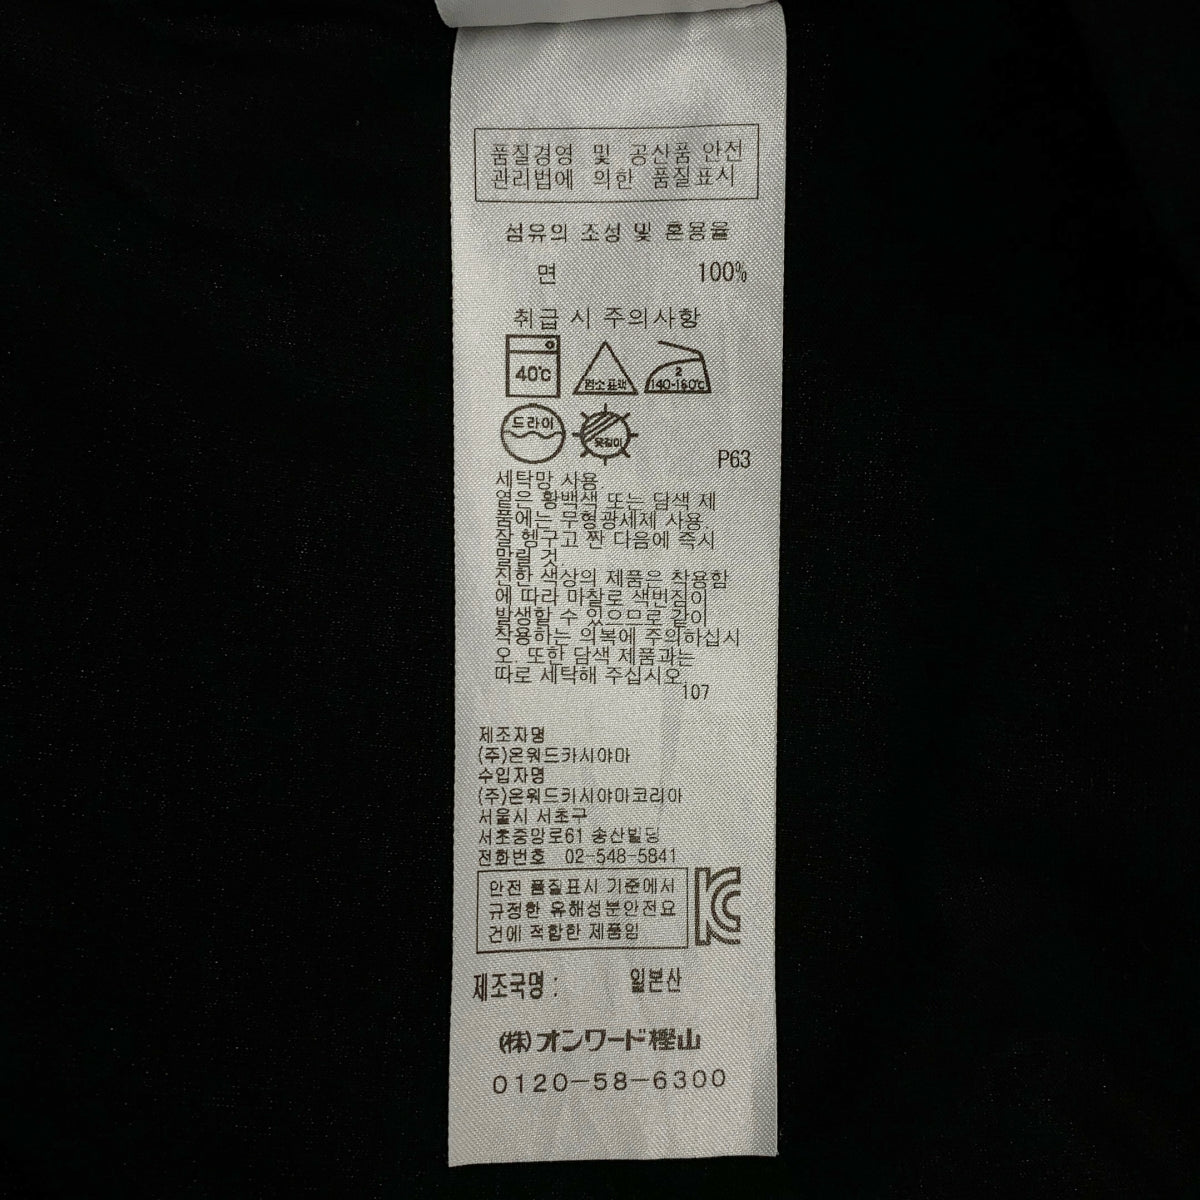 품질경영 및 공산품 안전
관리법에 의한 품질표시
섬유의 조성 및 혼용율
면 100%
취급 시 주의사항
40℃
염소표백
2
140-160℃
드라이
옷걸이
P63
세탁망 사용.
옅은 황백색 또는 담색 제
품에는 무형광세제 사용.
잘 헹구고 짠 다음에 즉시
말릴 것.
진한 색상의 제품은 착용함
에 따라 마찰로 색번짐이
발생할 수 있으므로 같이
착용하는 의복에 주의하십시
오. 또한 담색 제품과는
따로 세탁해 주십시오.
107
제조자명
(주)온워드카시야마
수입자명
(주)온워드카시야마코리아
서울시 서초구
서초중앙로61 송산빌딩
전화번호 02-548-5841
안전 품질표시 기준에서
규정한 유해성분안전요
건에 적합한 제품임
제조국명 : 일본산
(株)オンワード樫山
0120-58-6300